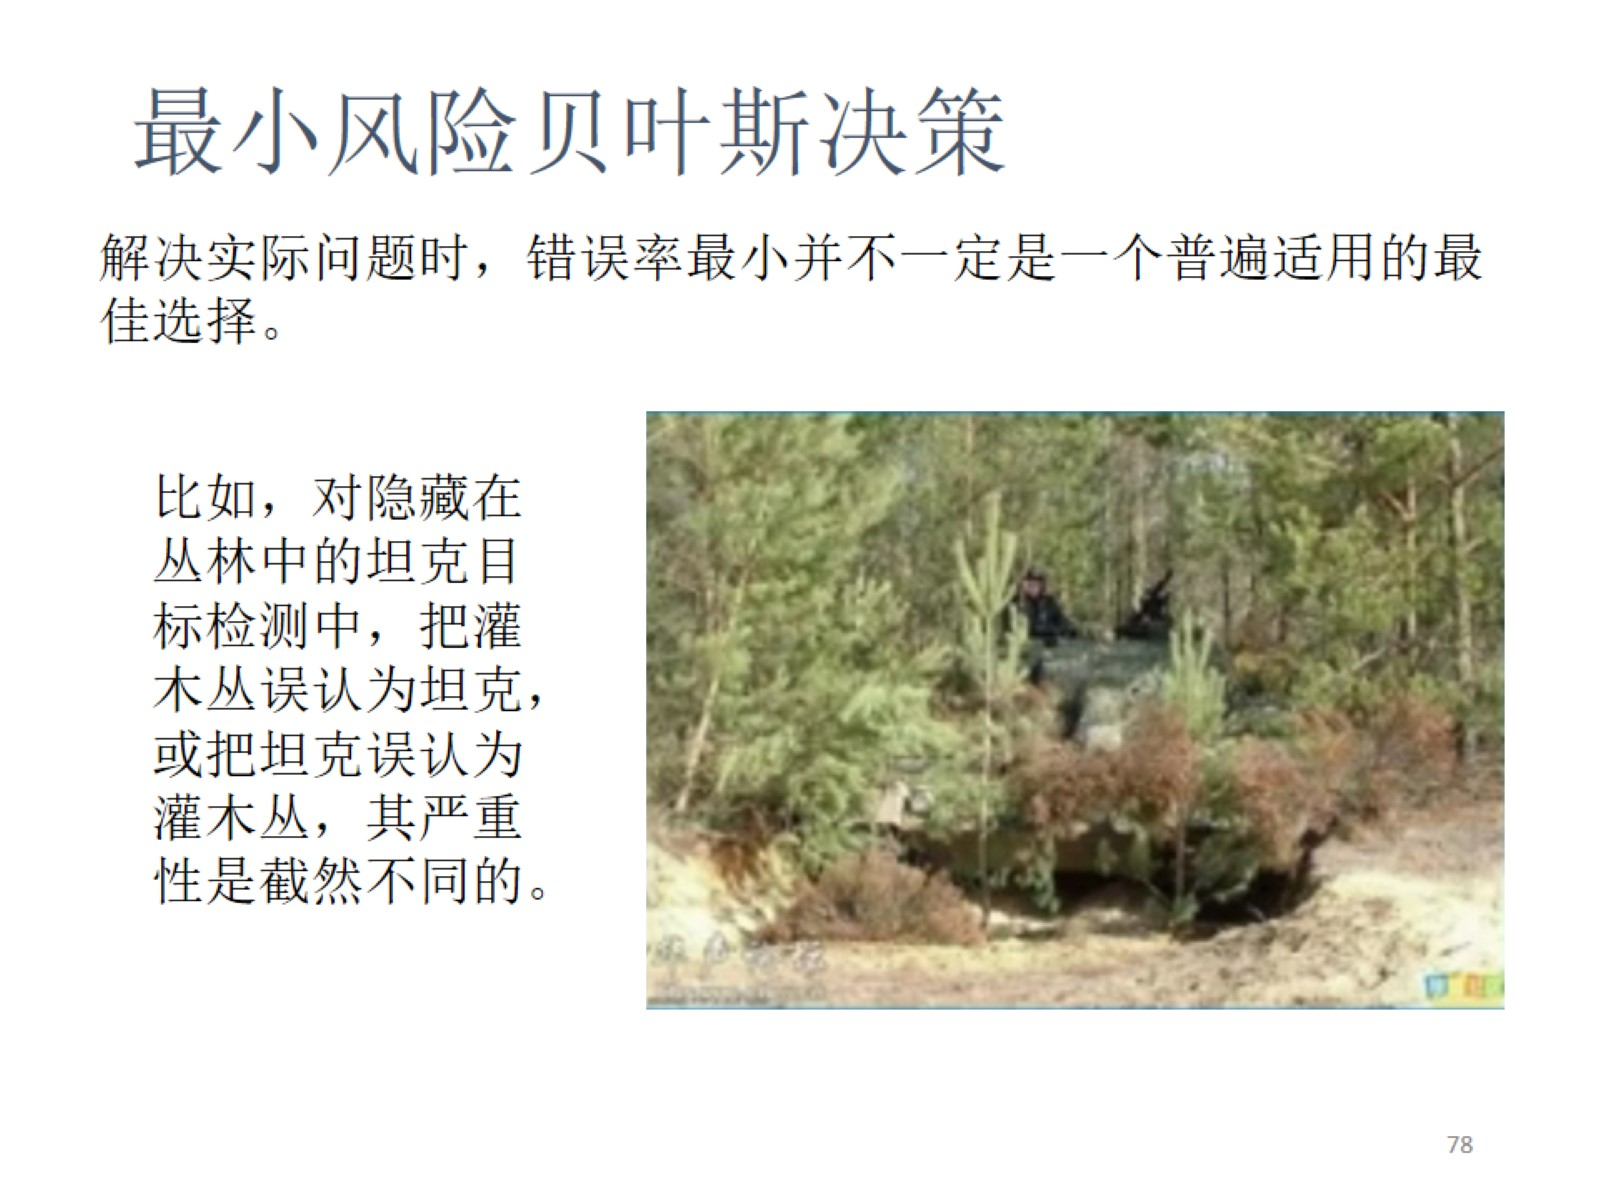 最小风险贝叶斯决策
解决实际问题时，错误率最小并不一定是一个普遍适用的最
佳选择。
比如，对隐藏在
丛林中的坦克目
标检测中，把灌
木丛误认为坦克，
或把坦克误认为
灌木丛，其严重
性是截然不同的。
78